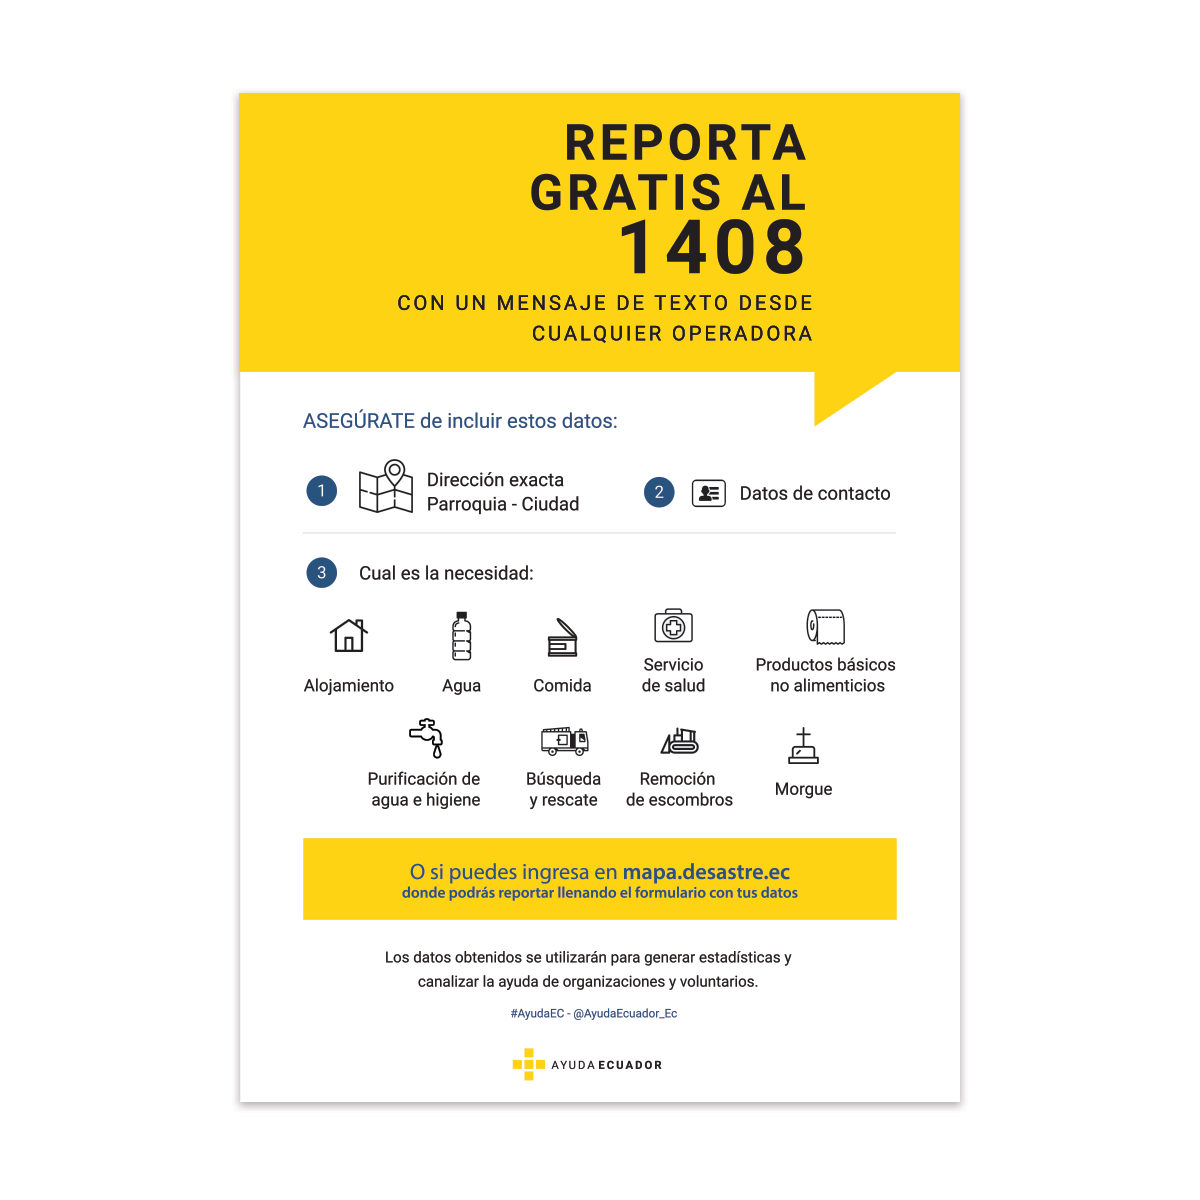 REPORTA
GRATIS AL
1408
CON UN MENSAJE DE TEXTO DESDE
CUALQUIER OPERADORA
ASEGÚRATE de incluir estos datos:
1
Dirección exacta
Parroquia - Ciudad
2
Datos de contacto
3
Cual es la necesidad:
Alojamiento
Agua
Comida
Servicio
de salud
Productos básicos
no alimenticios
Purificación de
agua e higiene
Búsqueda
y rescate
Remoción
de escombros
Morgue
O si puedes ingresa en mapa.desastre.ec
donde podrás reportar llenando el formulario con tus datos
Los datos obtenidos se utilizarán para generar estadísticas y
canalizar la ayuda de organizaciones y voluntarios.
#AyudaEC - @AyudaEcuador_Ec
AYUDAECUADOR